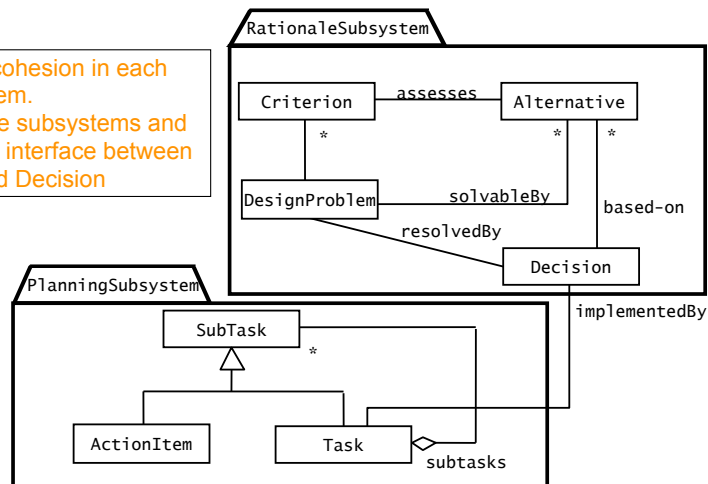 RationaleSubsystem
cohesion in each
em.
e subsystems and
interface between
d Decision
Criterion
assesses
Alternative
*
*
*
DesignProblem
solvableBy
based-on
resolvedBy
Decision
PlanningSubsystem
implementedBy
SubTask
*
ActionItem
Task
subtasks